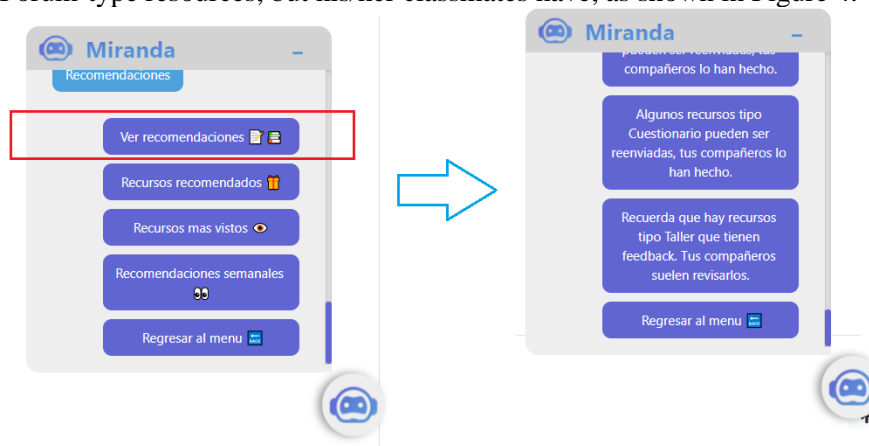 Forum-type resources, but his/her classmates have, as shown in Figure 4.
Miranda –
Recomendaciones
Ver recomendaciones
Recursos recomendados
Recursos mas vistos
Recomendaciones semanales
Regresar al menu
BACK
Miranda –
pueden ser reenviadas, tus
compañeros lo han hecho.
Algunos recursos tipo
Cuestionario pueden ser
reenviadas, tus compañeros lo
han hecho.
Recuerda que hay recursos
tipo Taller que tienen
feedback. Tus compañeros
suelen revisarlos.
Regresar al menu
BACK